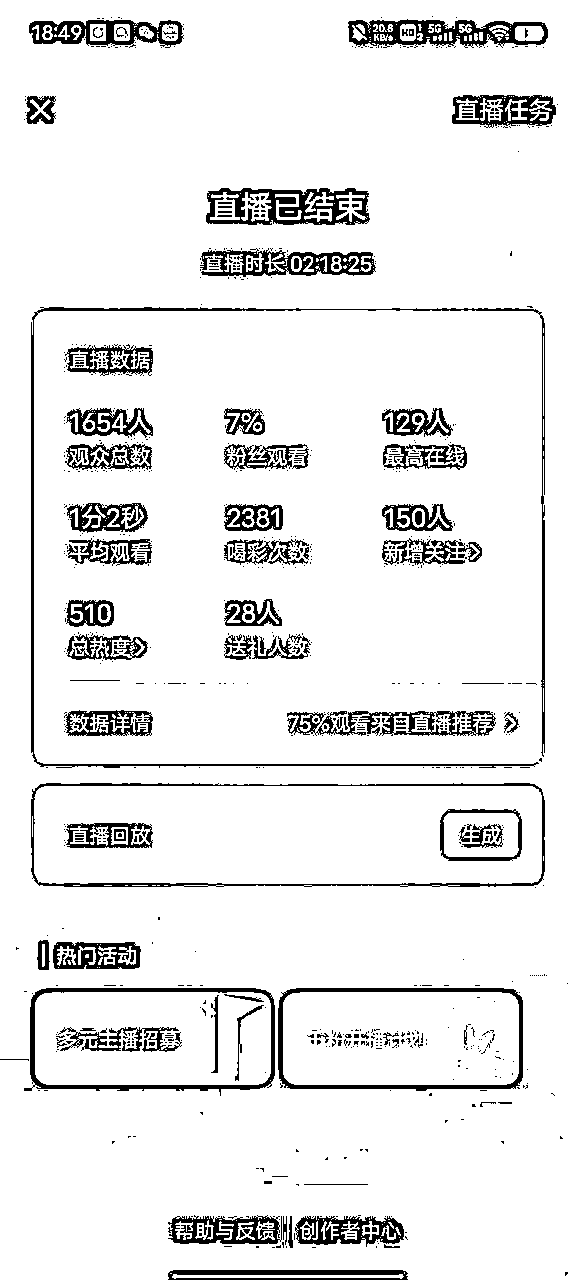 18:49 20.8 KB/s HD 5G 5G
直播任务
直播已结束
直播时长 02:18:25
直播数据
1654人 7% 129人
观众总数 粉丝观看 最高在线
1分2秒 2381 150人
平均观看 喝彩次数 新增关注>
510 28人
总热度> 送礼人数
数据详情 75%观看来自直播推荐 >
直播回放 生成
热门活动
多元主播招募
帮助与反馈 | 创作者中心